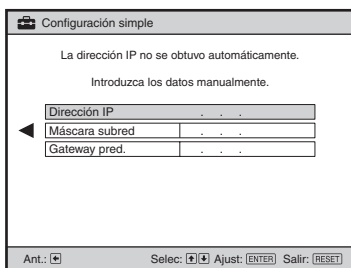 Configuración simple
La dirección IP no se obtuvo automáticamente.
Introduzca los datos manualmente.
Dirección IP . . .
Máscara subred . . .
Gateway pred. . . .
Ant.: Selec: Ajust: ENTER Salir: RESET